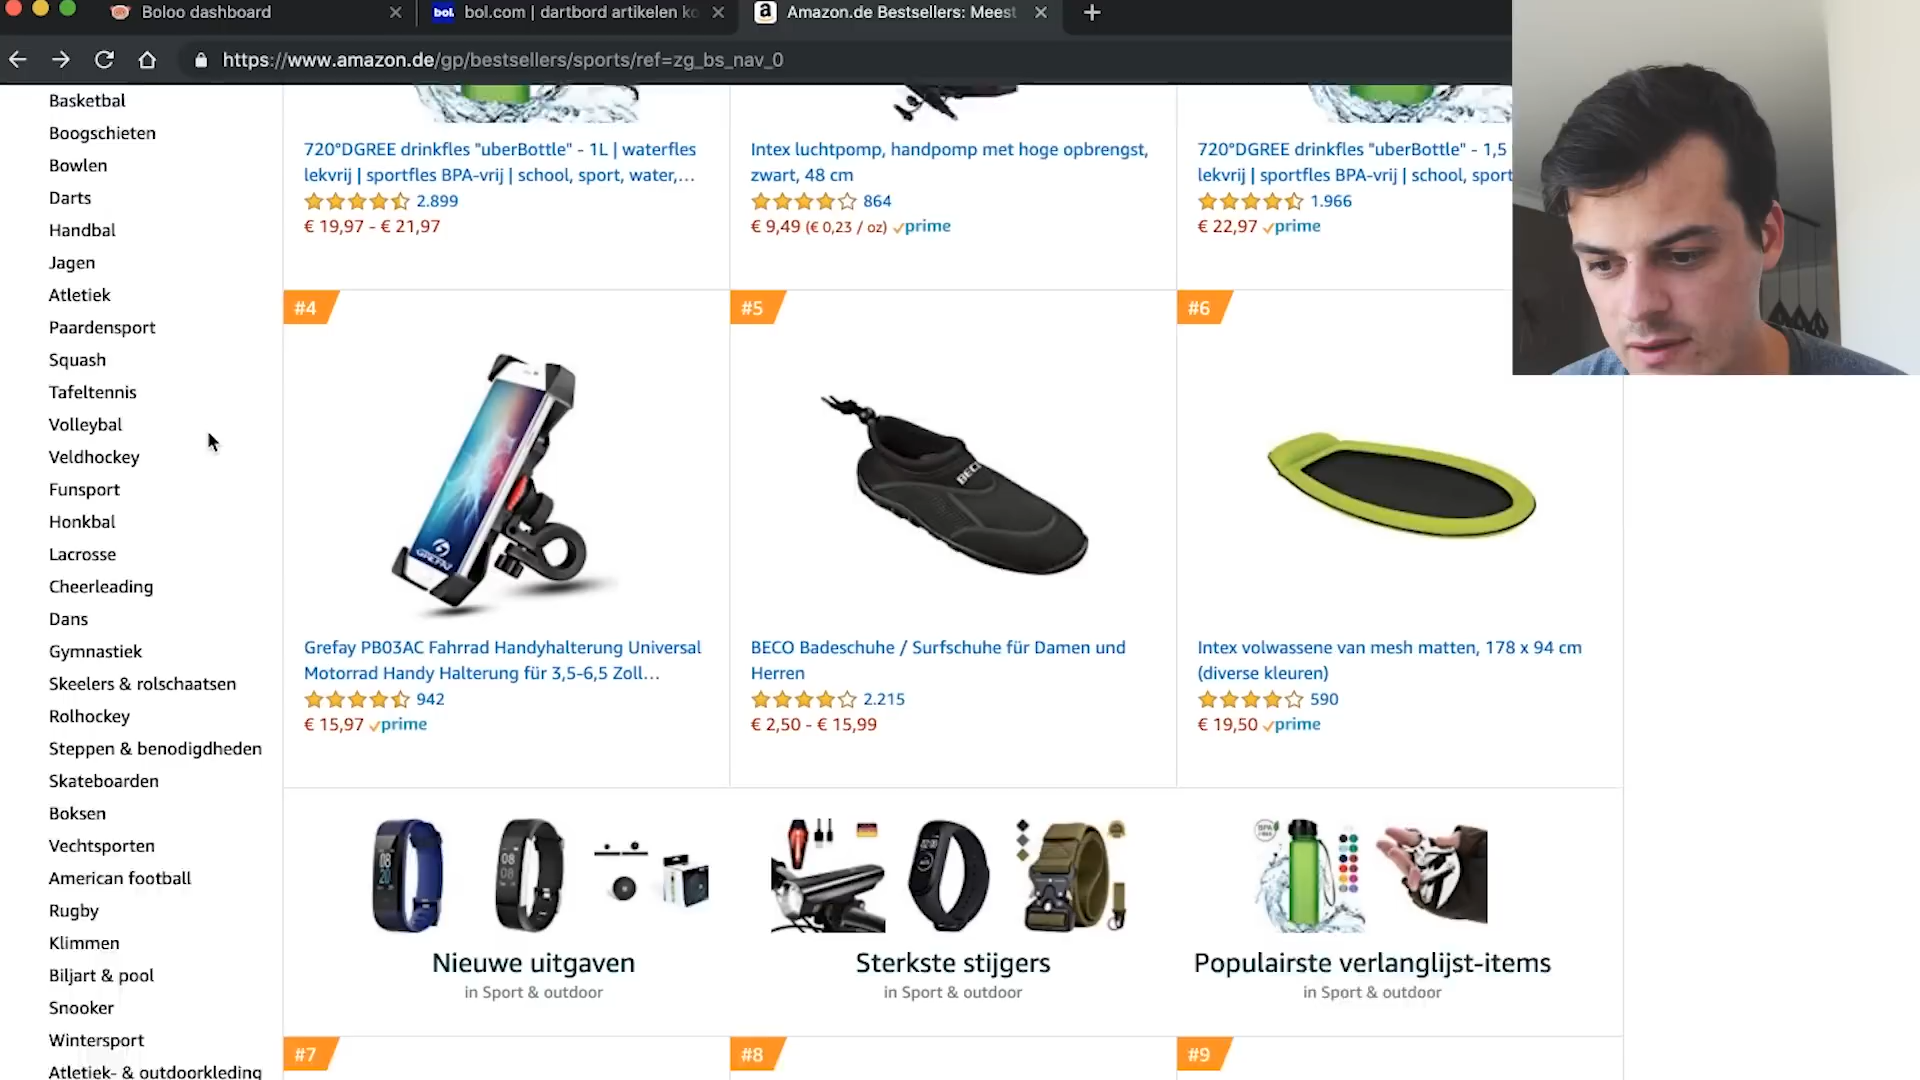 Boloo dashboard
bol. bol.com | dartbord artikelen ko
a Amazon.de Bestsellers: Meest
https://www.amazon.de/gp/bestsellers/sports/ref=zg_bs_nav_0
Basketbal
Boogschieten
Bowlen
Darts
Handbal
Jagen
Atletiek
Paardensport
Squash
Tafeltennis
Volleybal
Veldhockey
Funsport
Honkbal
Lacrosse
Cheerleading
Dans
Gymnastiek
Skeelers & rolschaatsen
Rolhockey
Steppen & benodigdheden
Skateboarden
Boksen
Vechtsporten
American football
Rugby
Klimmen
Biljart & pool
Snooker
Wintersport
Atletiek- & outdoorkleding
720°DGREE drinkfles "uberBottle" - 1L | waterfles
lekvrij | sportfles BPA-vrij | school, sport, water,...
2.899
€ 19,97 - € 21,97
Intex luchtpomp, handpomp met hoge opbrengst,
zwart, 48 cm
864
€ 9,49 (€ 0,23 / oz) prime
720°DGREE drinkfles "uberBottle" - 1,5
lekvrij | sportfles BPA-vrij | school, sport
1.966
€ 22,97 prime
#4
Grefay PB03AC Fahrrad Handyhalterung Universal
Motorrad Handy Halterung für 3,5-6,5 Zoll...
942
€ 15,97 prime
#5
BECO
BECO Badeschuhe / Surfschuhe für Damen und
Herren
2.215
€ 2,50 - € 15,99
#6
Intex volwassene van mesh matten, 178 x 94 cm
(diverse kleuren)
590
€ 19,50 prime
Nieuwe uitgaven
in Sport & outdoor
Sterkste stijgers
in Sport & outdoor
Populairste verlanglijst-items
in Sport & outdoor
#7
#8
#9